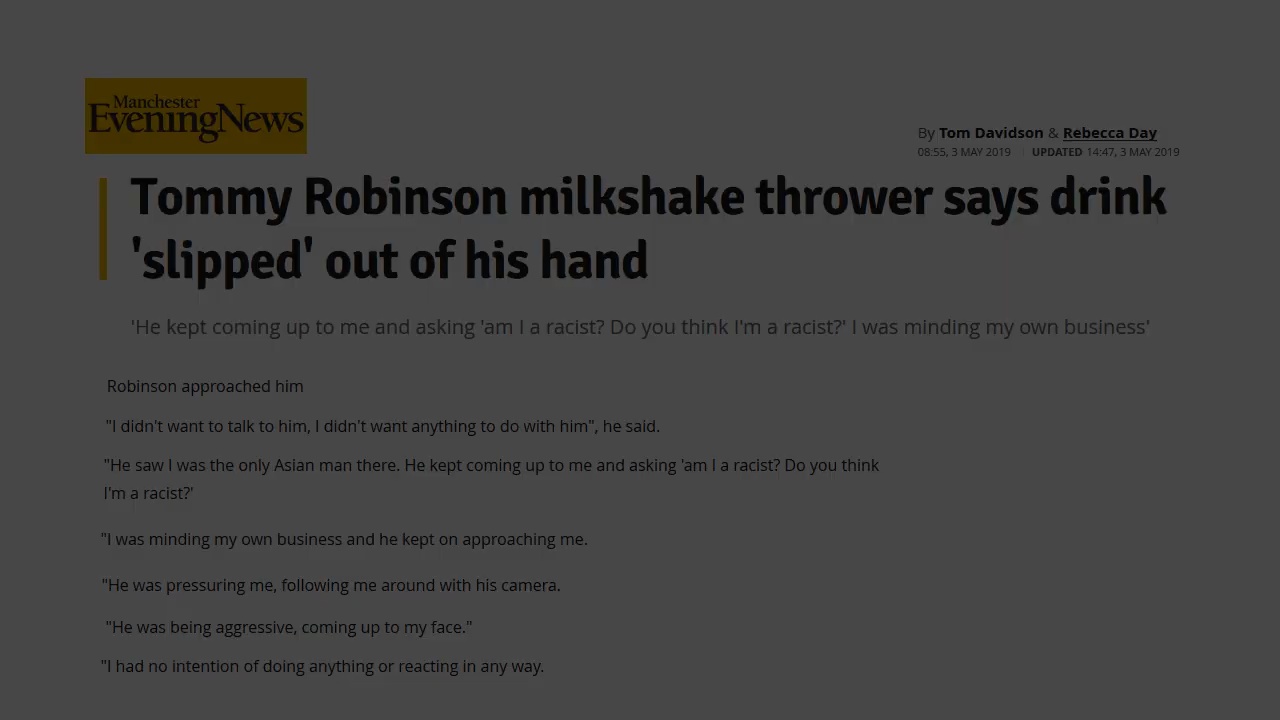 Manchester
EveningNews
By Tom Davidson & Rebecca Day
08:55, 3 MAY 2019 | UPDATED 14:47, 3 MAY 2019
Tommy Robinson milkshake thrower says drink
'slipped' out of his hand
'He kept coming up to me and asking 'am I a racist? Do you think I'm a racist?' I was minding my own business'
Robinson approached him
"I didn't want to talk to him, I didn't want anything to do with him", he said.
"He saw I was the only Asian man there. He kept coming up to me and asking 'am I a racist? Do you think
I'm a racist?'
"I was minding my own business and he kept on approaching me.
"He was pressuring me, following me around with his camera.
"He was being aggressive, coming up to my face."
"I had no intention of doing anything or reacting in any way.